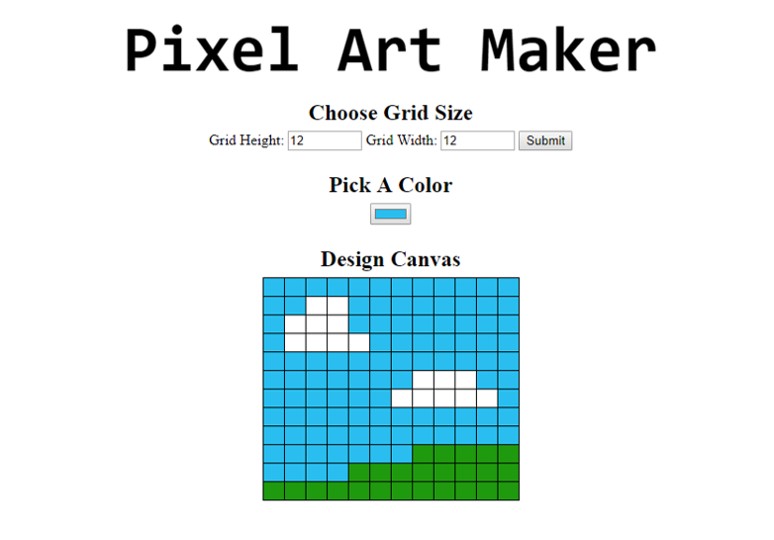 Pixel Art Maker
Choose Grid Size
Grid Height: 12 Grid Width: 12 Submit
Pick A Color
Design Canvas